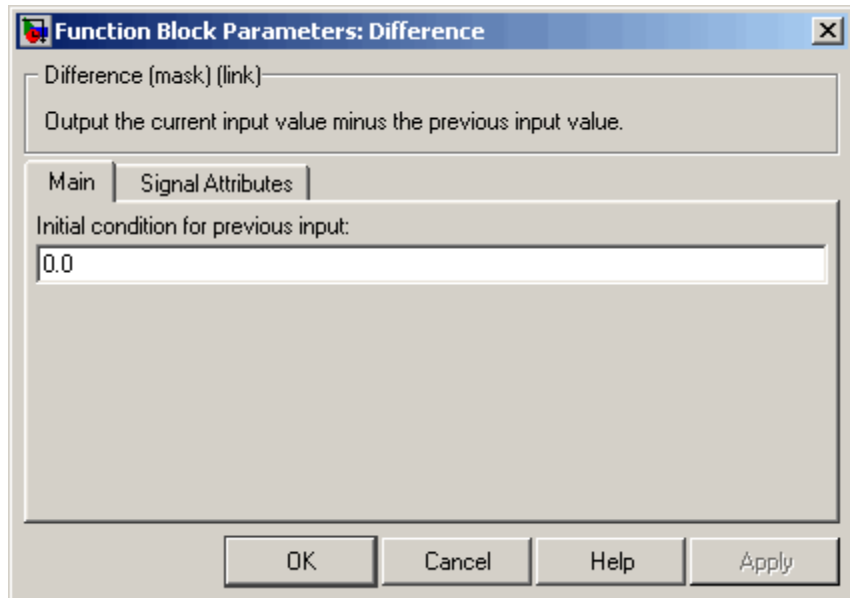 Function Block Parameters: Difference
Difference (mask) (link)
Output the current input value minus the previous input value.
Main Signal Attributes
Initial condition for previous input:
0.0
OK Cancel Help Apply